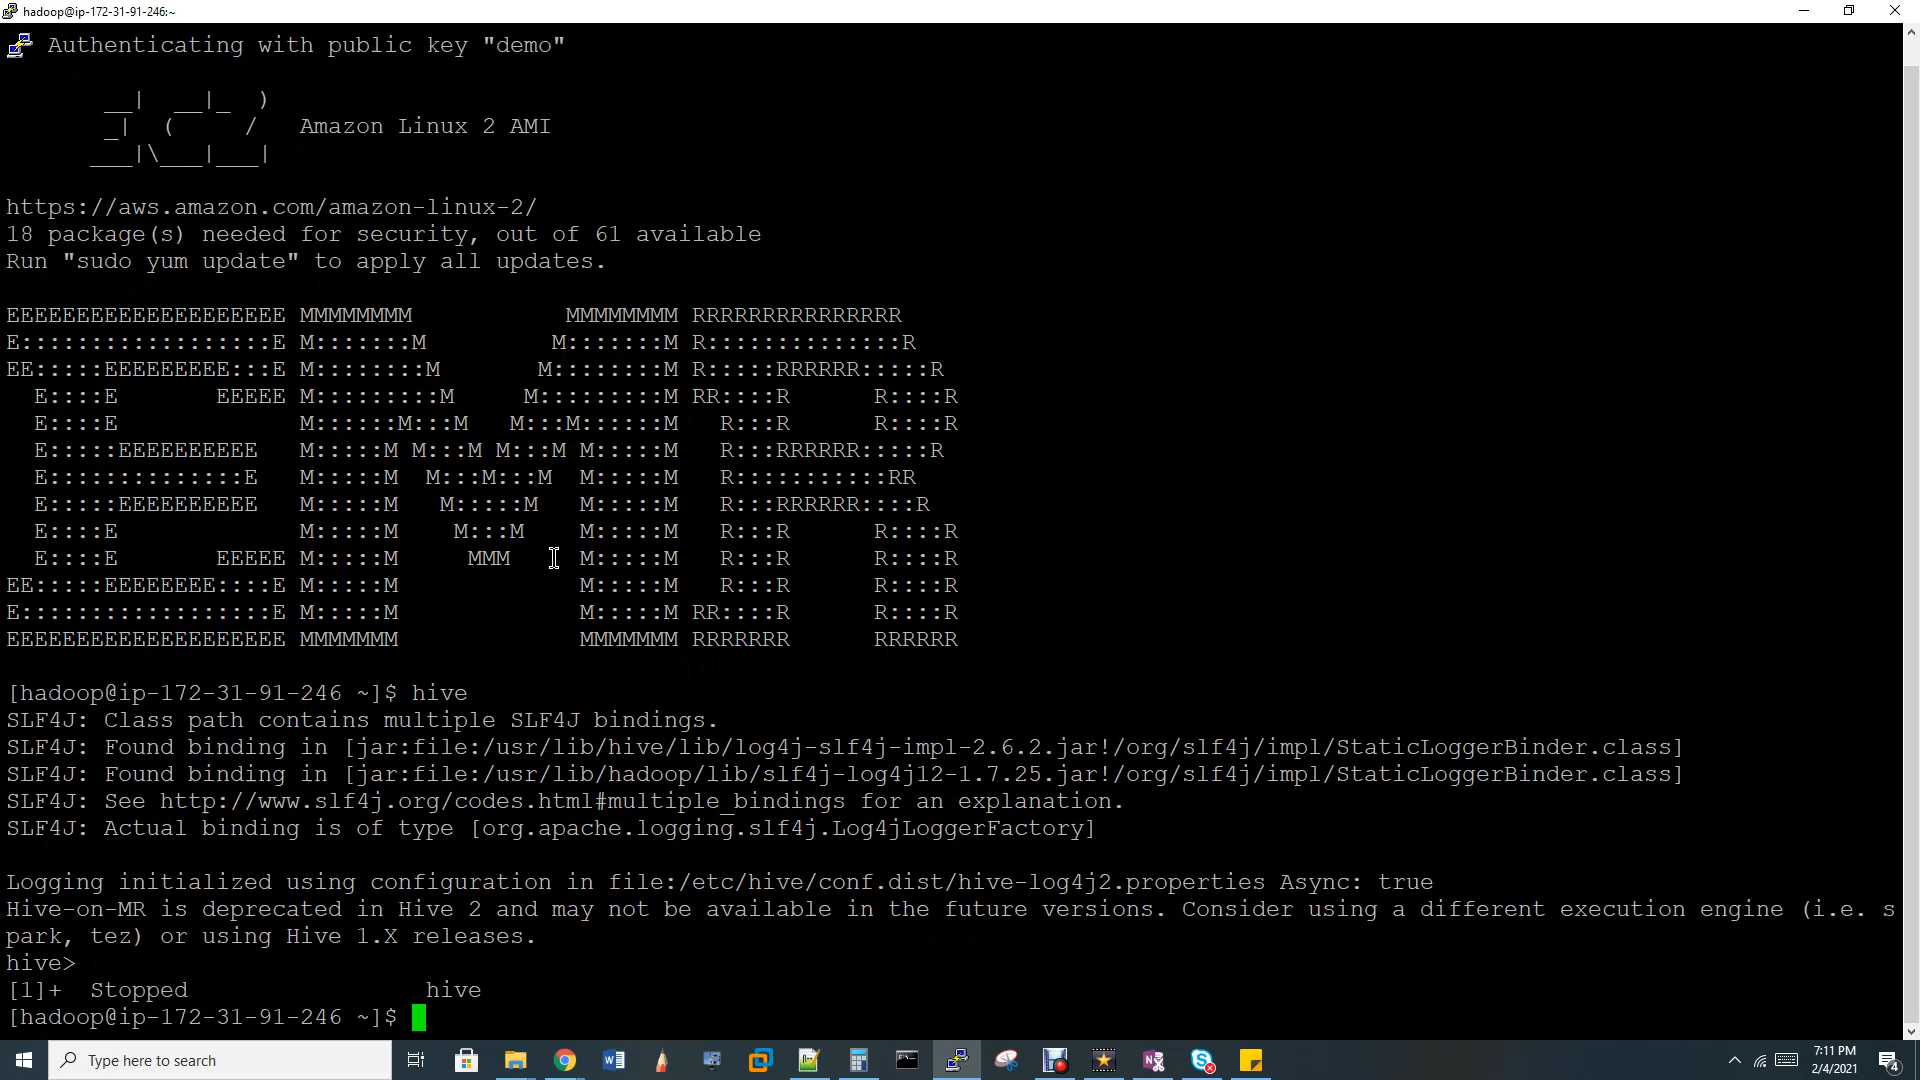 hadoop@ip-172-31-91-246:~
Authenticating with public key "demo"
       __|  __|_  )
       _|  (     /   Amazon Linux 2 AMI
      ___|\___|___|
https://aws.amazon.com/amazon-linux-2/
18 package(s) needed for security, out of 61 available
Run "sudo yum update" to apply all updates.
EEEEEEEEEEEEEEEEEEEE MMMMMMMM           MMMMMMMM RRRRRRRRRRRRRRR
E::::::::::::::::::E M:::::::M         M:::::::M R::::::::::::::R
EE:::::EEEEEEEEE:::E M::::::::M       M::::::::M R:::::RRRRRR:::::R
  E::::E       EEEEE M:::::::::M     M:::::::::M RR::::R      R::::R
  E::::E             M::::::M:::M   M:::M::::::M   R:::R      R::::R
  E:::::EEEEEEEEEE   M:::::M M:::M M:::M M:::::M   R:::RRRRRR:::::R
  E::::::::::::::E   M:::::M  M:::M:::M  M:::::M   R:::::::::::RR
  E:::::EEEEEEEEEE   M:::::M   M:::::M   M:::::M   R:::RRRRRR::::R
  E::::E             M:::::M    M:::M    M:::::M   R:::R      R::::R
  E::::E       EEEEE M:::::M     MMM     M:::::M   R:::R      R::::R
EE:::::EEEEEEEE::::E M:::::M             M:::::M   R:::R      R::::R
E::::::::::::::::::E M:::::M             M:::::M RR::::R      R::::R
EEEEEEEEEEEEEEEEEEEE MMMMMMM             MMMMMMM RRRRRRR      RRRRRR
[hadoop@ip-172-31-91-246 ~]$ hive
SLF4J: Class path contains multiple SLF4J bindings.
SLF4J: Found binding in [jar:file:/usr/lib/hive/lib/log4j-slf4j-impl-2.6.2.jar!/org/slf4j/impl/StaticLoggerBinder.class]
SLF4J: Found binding in [jar:file:/usr/lib/hadoop/lib/slf4j-log4j12-1.7.25.jar!/org/slf4j/impl/StaticLoggerBinder.class]
SLF4J: See http://www.slf4j.org/codes.html#multiple_bindings for an explanation.
SLF4J: Actual binding is of type [org.apache.logging.slf4j.Log4jLoggerFactory]
Logging initialized using configuration in file:/etc/hive/conf.dist/hive-log4j2.properties Async: true
Hive-on-MR is deprecated in Hive 2 and may not be available in the future versions. Consider using a different execution engine (i.e. s
park, tez) or using Hive 1.X releases.
hive>
[1]+  Stopped                 hive
[hadoop@ip-172-31-91-246 ~]$
Type here to search
7:11 PM
2/4/2021
4